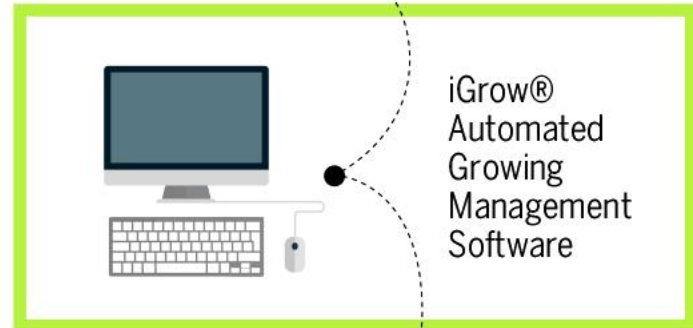 iGrow®
Automated
Growing
Management
Software